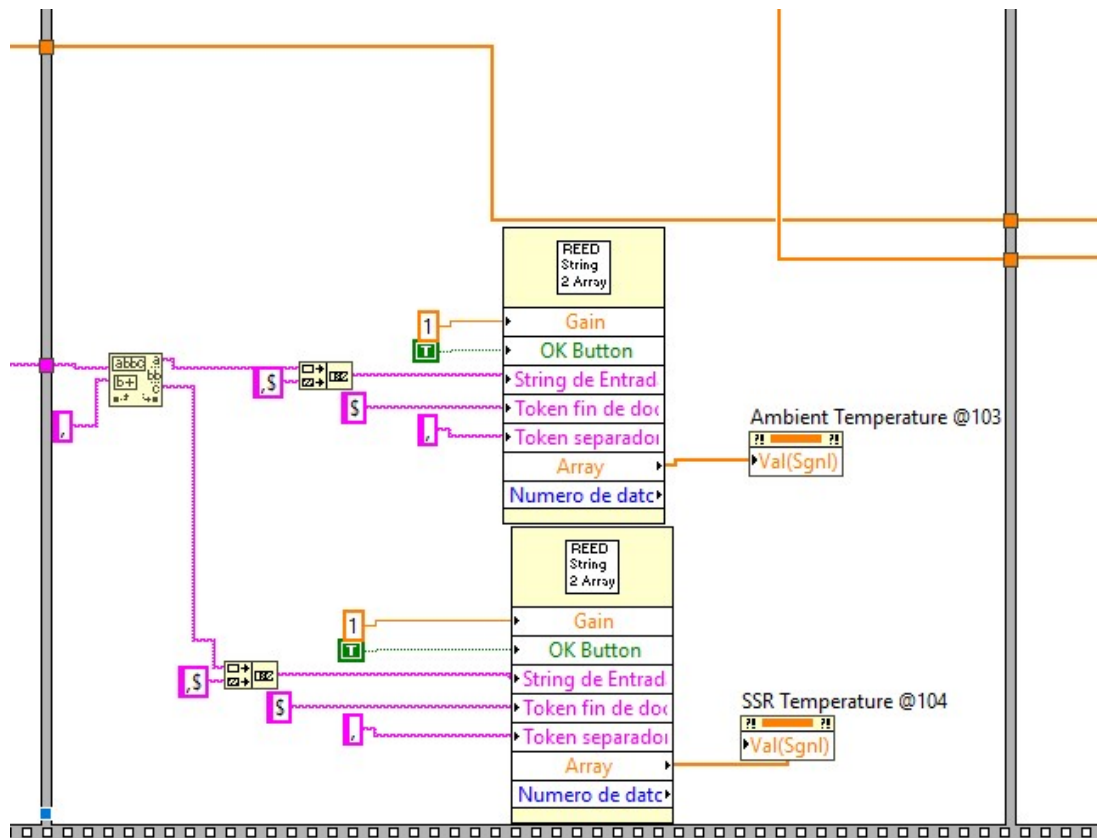 REED
String
2 Array
1
Gain
T
OK Button
abbc
a
b+
bb
c
,$
String de Entrad
$
Token fin de doc
,
,
Token separador
Ambient Temperature @103
?! ?!
Val(Sgnl)
Array
Numero de datc
REED
String
2 Array
1
Gain
T
OK Button
,$
String de Entrad
$
Token fin de doc
,
Token separador
SSR Temperature @104
?! ?!
Val(Sgnl)
Array
Numero de datc